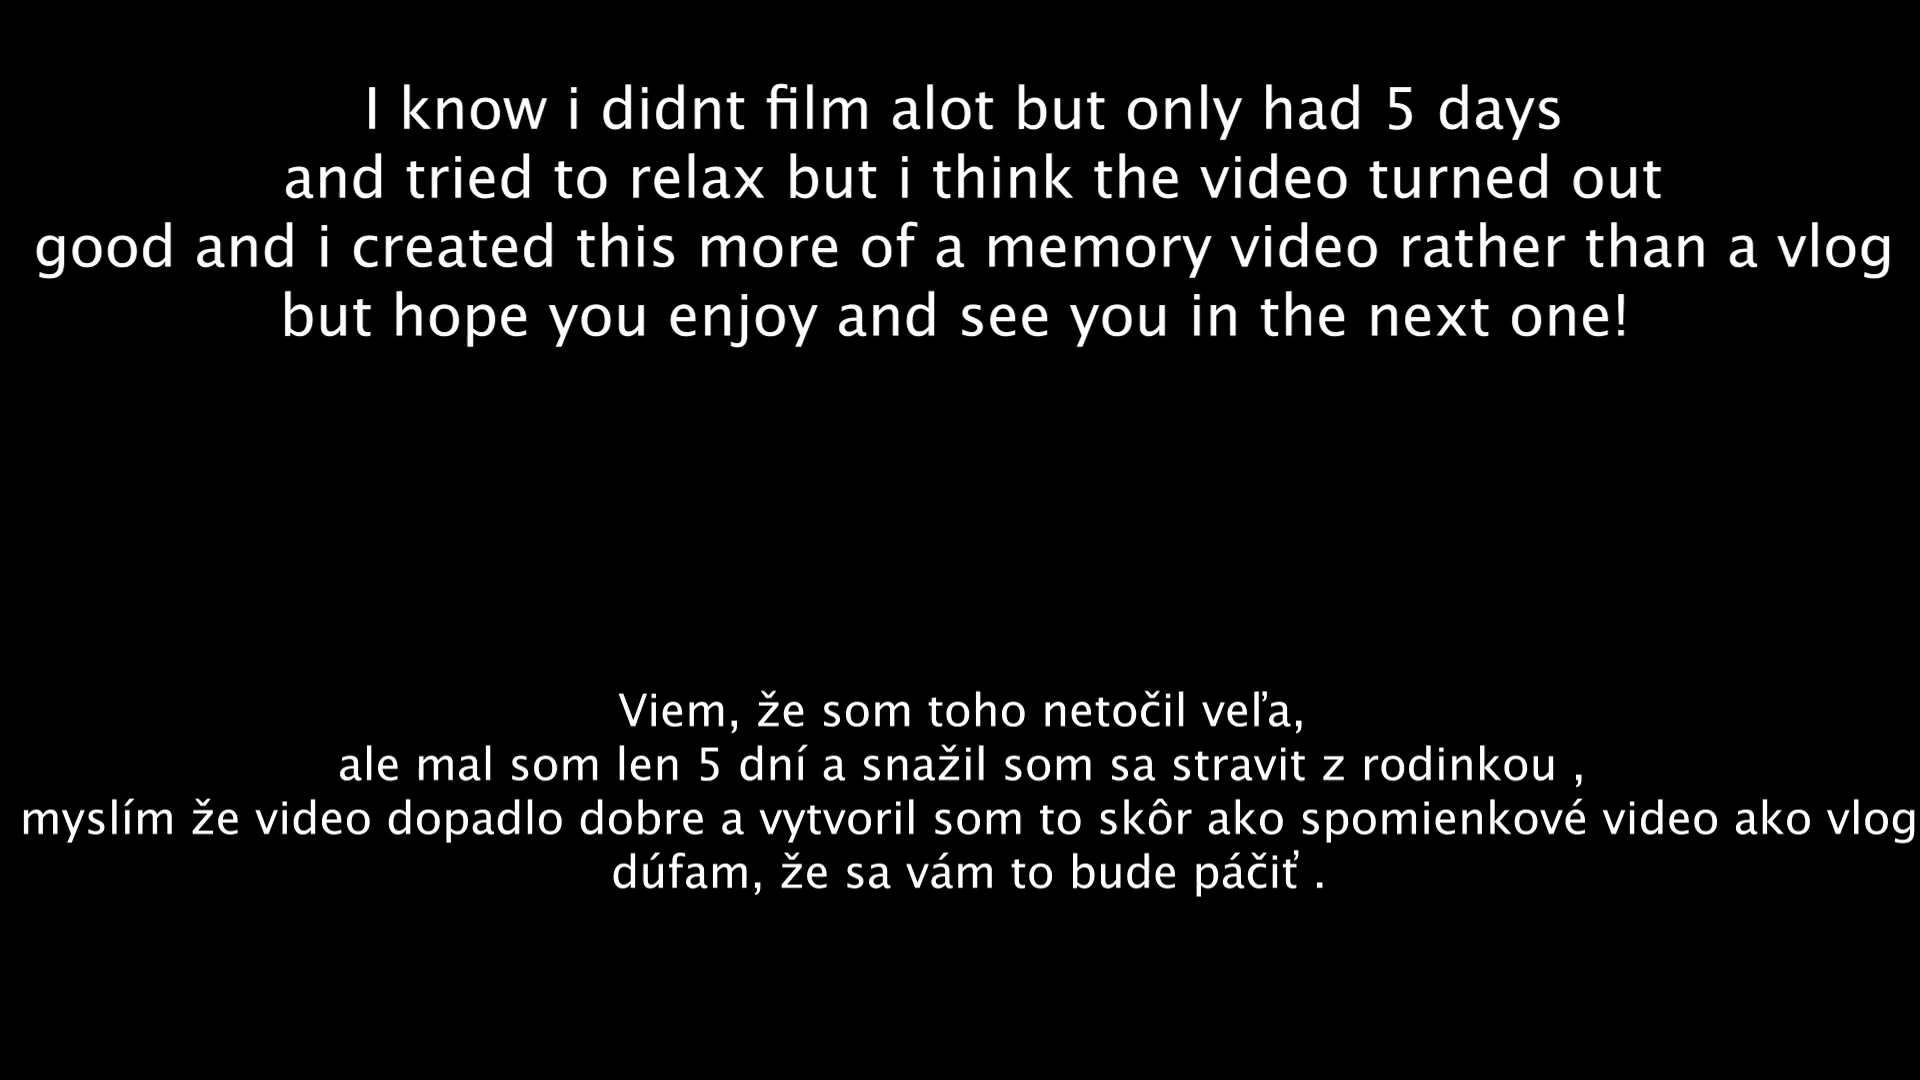 I know i didnt film alot but only had 5 days
and tried to relax but i think the video turned out
good and i created this more of a memory video rather than a vlog
but hope you enjoy and see you in the next one!
Viem, že som toho netočil veľa,
ale mal som len 5 dní a snažil som sa stravit z rodinkou ,
myslím že video dopadlo dobre a vytvoril som to skôr ako spomienkové video ako vlog
dúfam, že sa vám to bude páčiť .